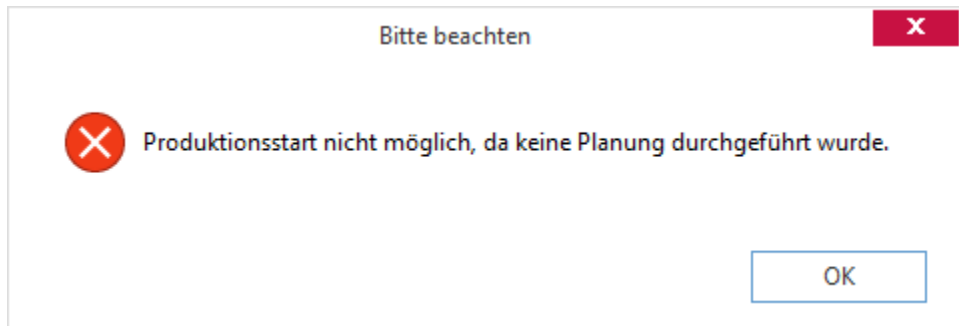 Bitte beachten
X
Produktionsstart nicht möglich, da keine Planung durchgeführt wurde.
OK